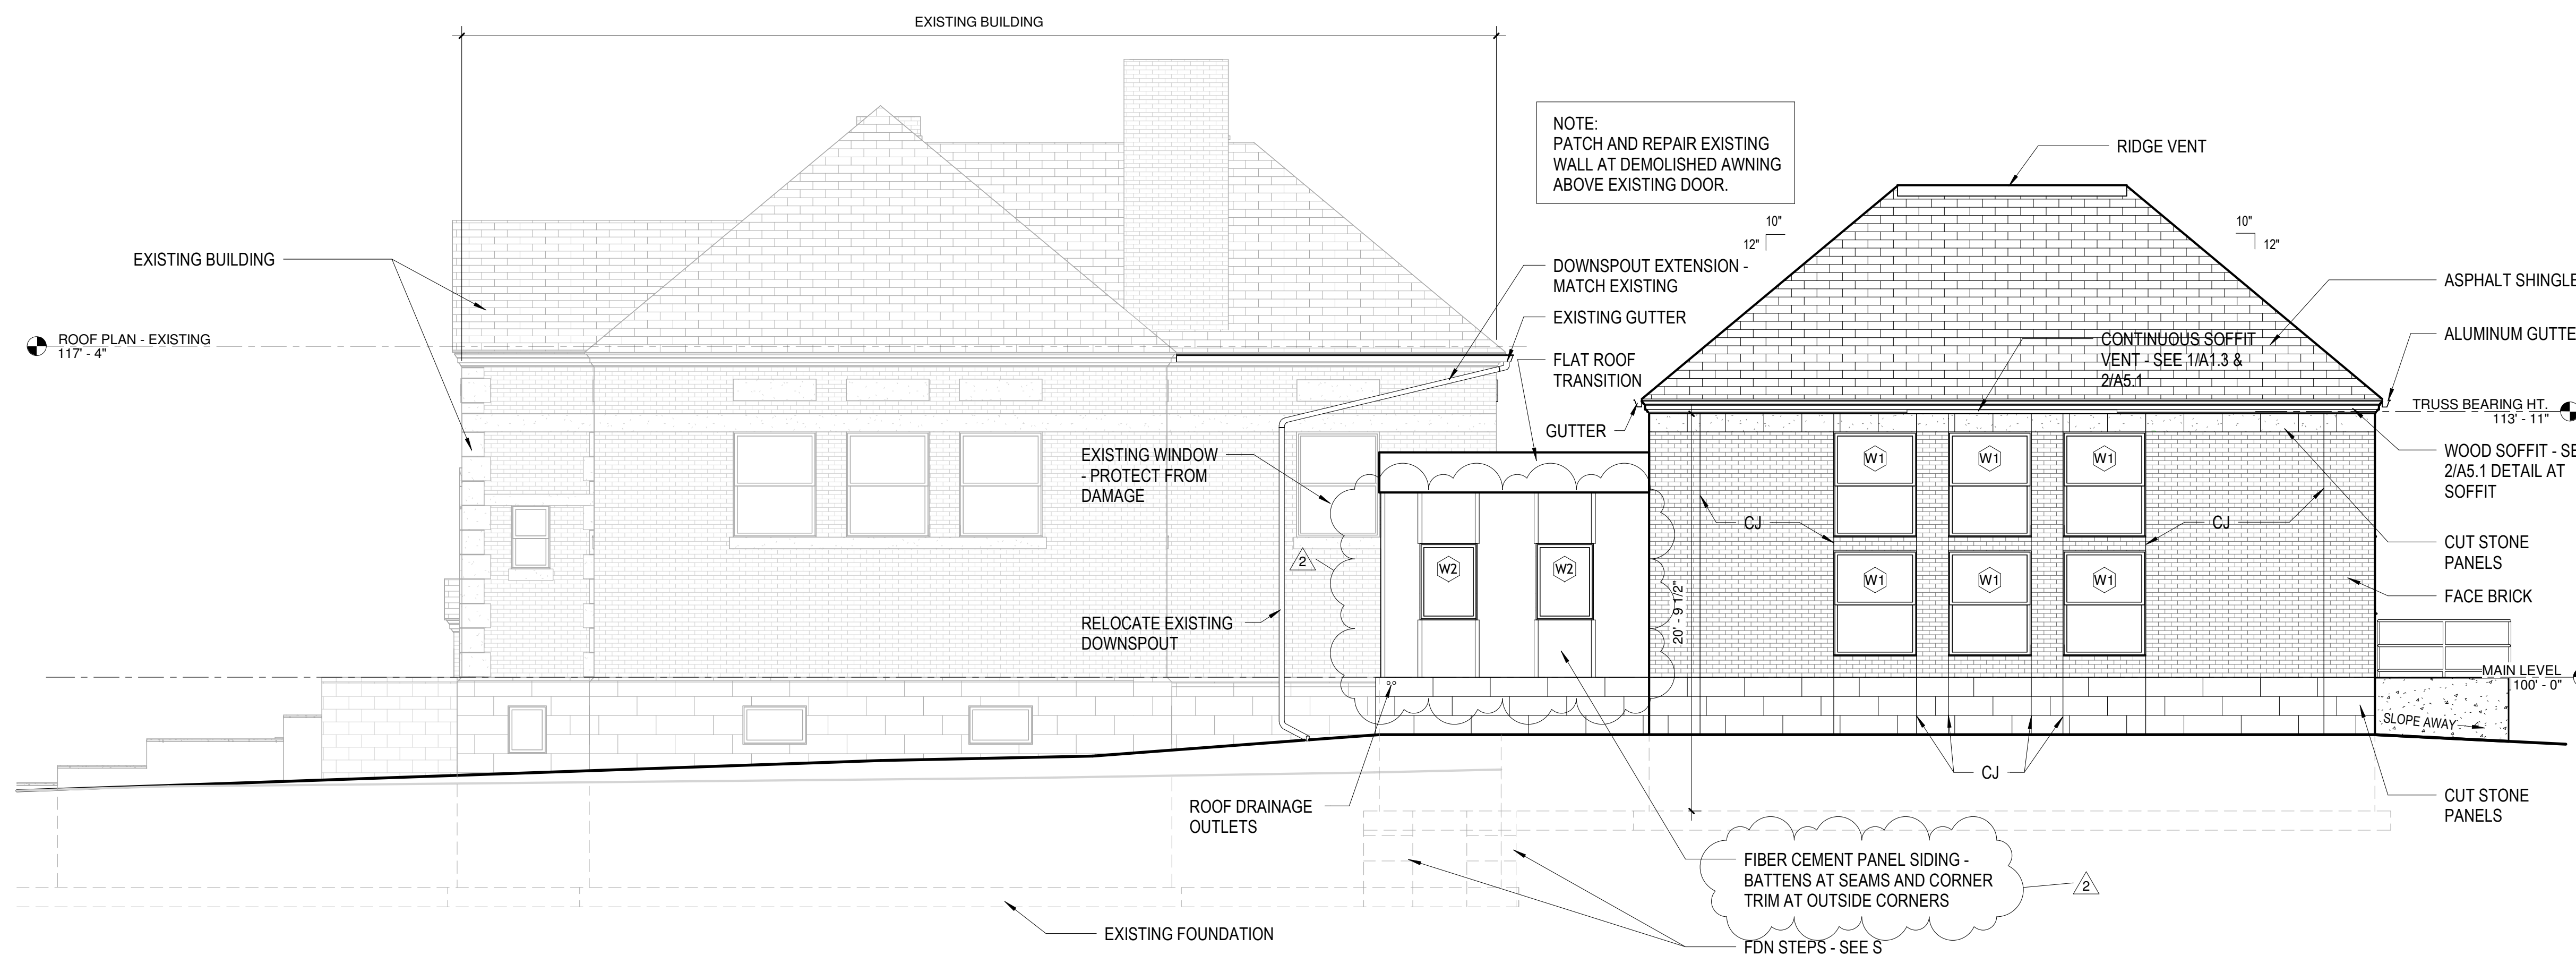 EXISTING BUILDING
NOTE:
PATCH AND REPAIR EXISTING
WALL AT DEMOLISHED AWNING
ABOVE EXISTING DOOR.
RIDGE VENT
10"
12"
10"
12"
EXISTING BUILDING
DOWNSPOUT EXTENSION -
MATCH EXISTING
ASPHALT SHINGLE
EXISTING GUTTER
ROOF PLAN - EXISTING
117' - 4"
CONTINUOUS SOFFIT
VENT - SEE 1/A1.3 &
2/A5.1
ALUMINUM GUTTE
FLAT ROOF
TRANSITION
TRUSS BEARING HT.
113' - 11"
GUTTER
EXISTING WINDOW
- PROTECT FROM
DAMAGE
WOOD SOFFIT - SE
2/A5.1 DETAIL AT
SOFFIT
W1
W1
W1
CJ
CJ
CUT STONE
PANELS
2
W2
W2
W1
W1
W1
FACE BRICK
20' - 9 1/2"
RELOCATE EXISTING
DOWNSPOUT
MAIN LEVEL
100' - 0"
SLOPE AWAY
CJ
ROOF DRAINAGE
OUTLETS
CUT STONE
PANELS
FIBER CEMENT PANEL SIDING -
BATTENS AT SEAMS AND CORNER
TRIM AT OUTSIDE CORNERS
2
EXISTING FOUNDATION
FDN STEPS - SEE S